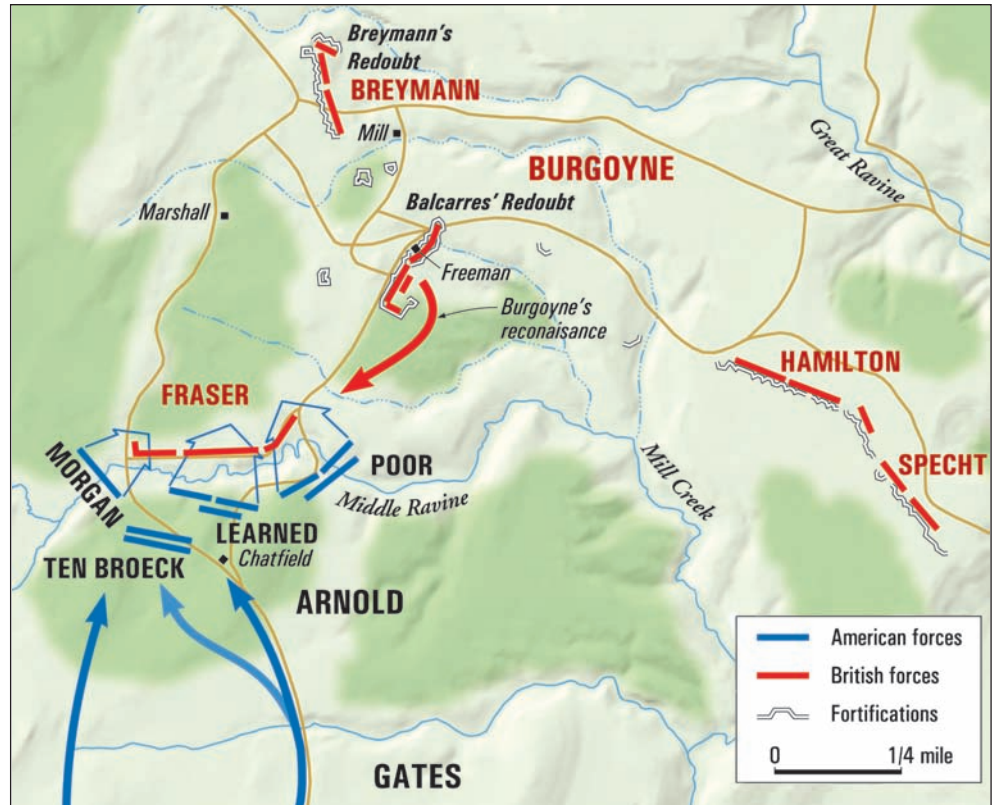 Breymann's
Redoubt
BREYMANN
Mill
Great Ravine
BURGOYNE
Marshall
Balcarres' Redoubt
Freeman
Burgoyne's
reconaisance
HAMILTON
FRASER
SPECHT
MORGAN
POOR
Middle Ravine
Mill Creek
LEARNED
Chatfield
TEN BROECK
ARNOLD
GATES
American forces
British forces
Fortifications
0 1/4 mile